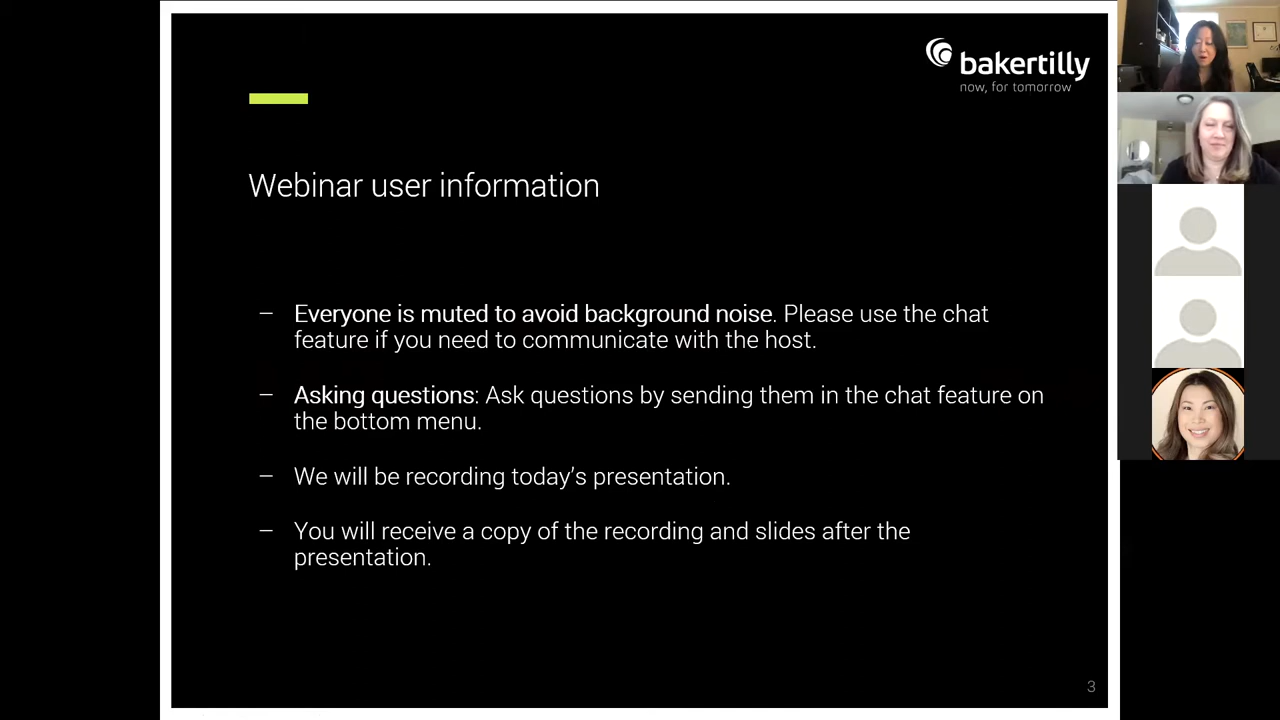 bakertilly
now, for tomorrow
Webinar user information
– Everyone is muted to avoid background noise. Please use the chat
feature if you need to communicate with the host.
– Asking questions: Ask questions by sending them in the chat feature on
the bottom menu.
– We will be recording today’s presentation.
– You will receive a copy of the recording and slides after the
presentation.
3